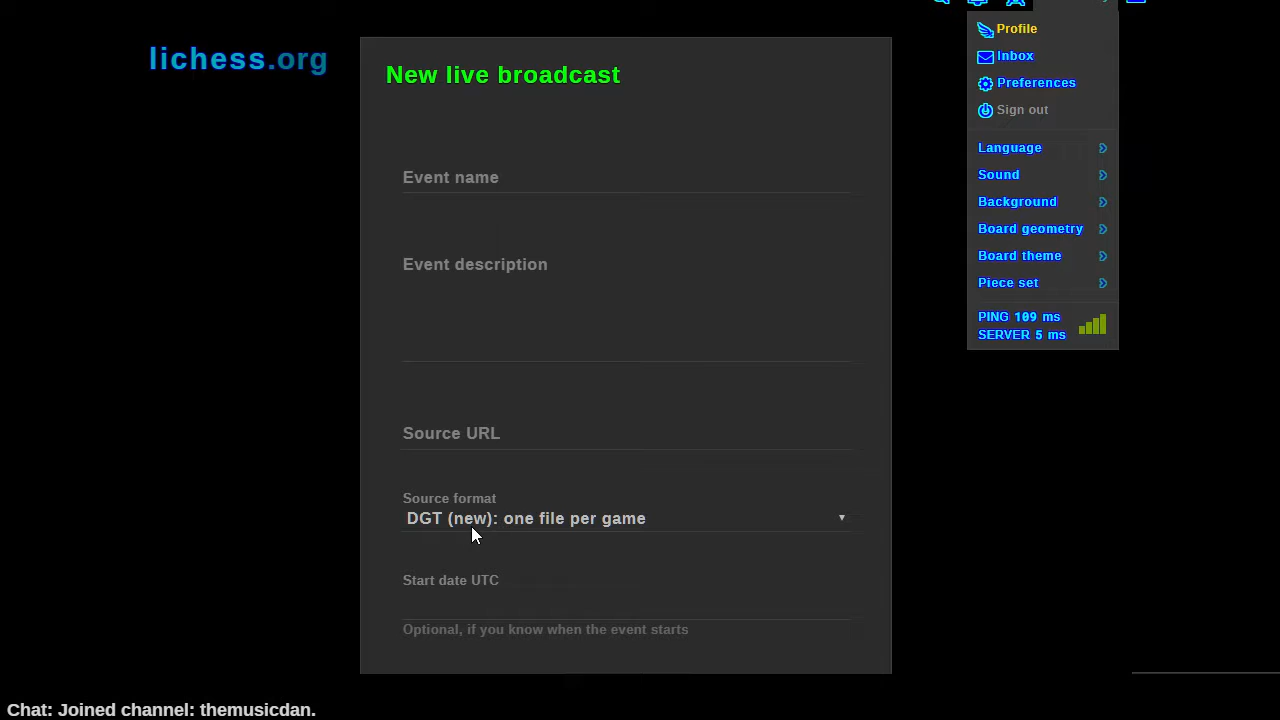 lichess.org
New live broadcast
Event name
Event description
Source URL
Source format
DGT (new): one file per game
Start date UTC
Optional, if you know when the event starts
Profile
Inbox
Preferences
Sign out
Language
Sound
Background
Board geometry
Board theme
Piece set
PING 109 ms
SERVER 5 ms
Chat: Joined channel: themusicdan.